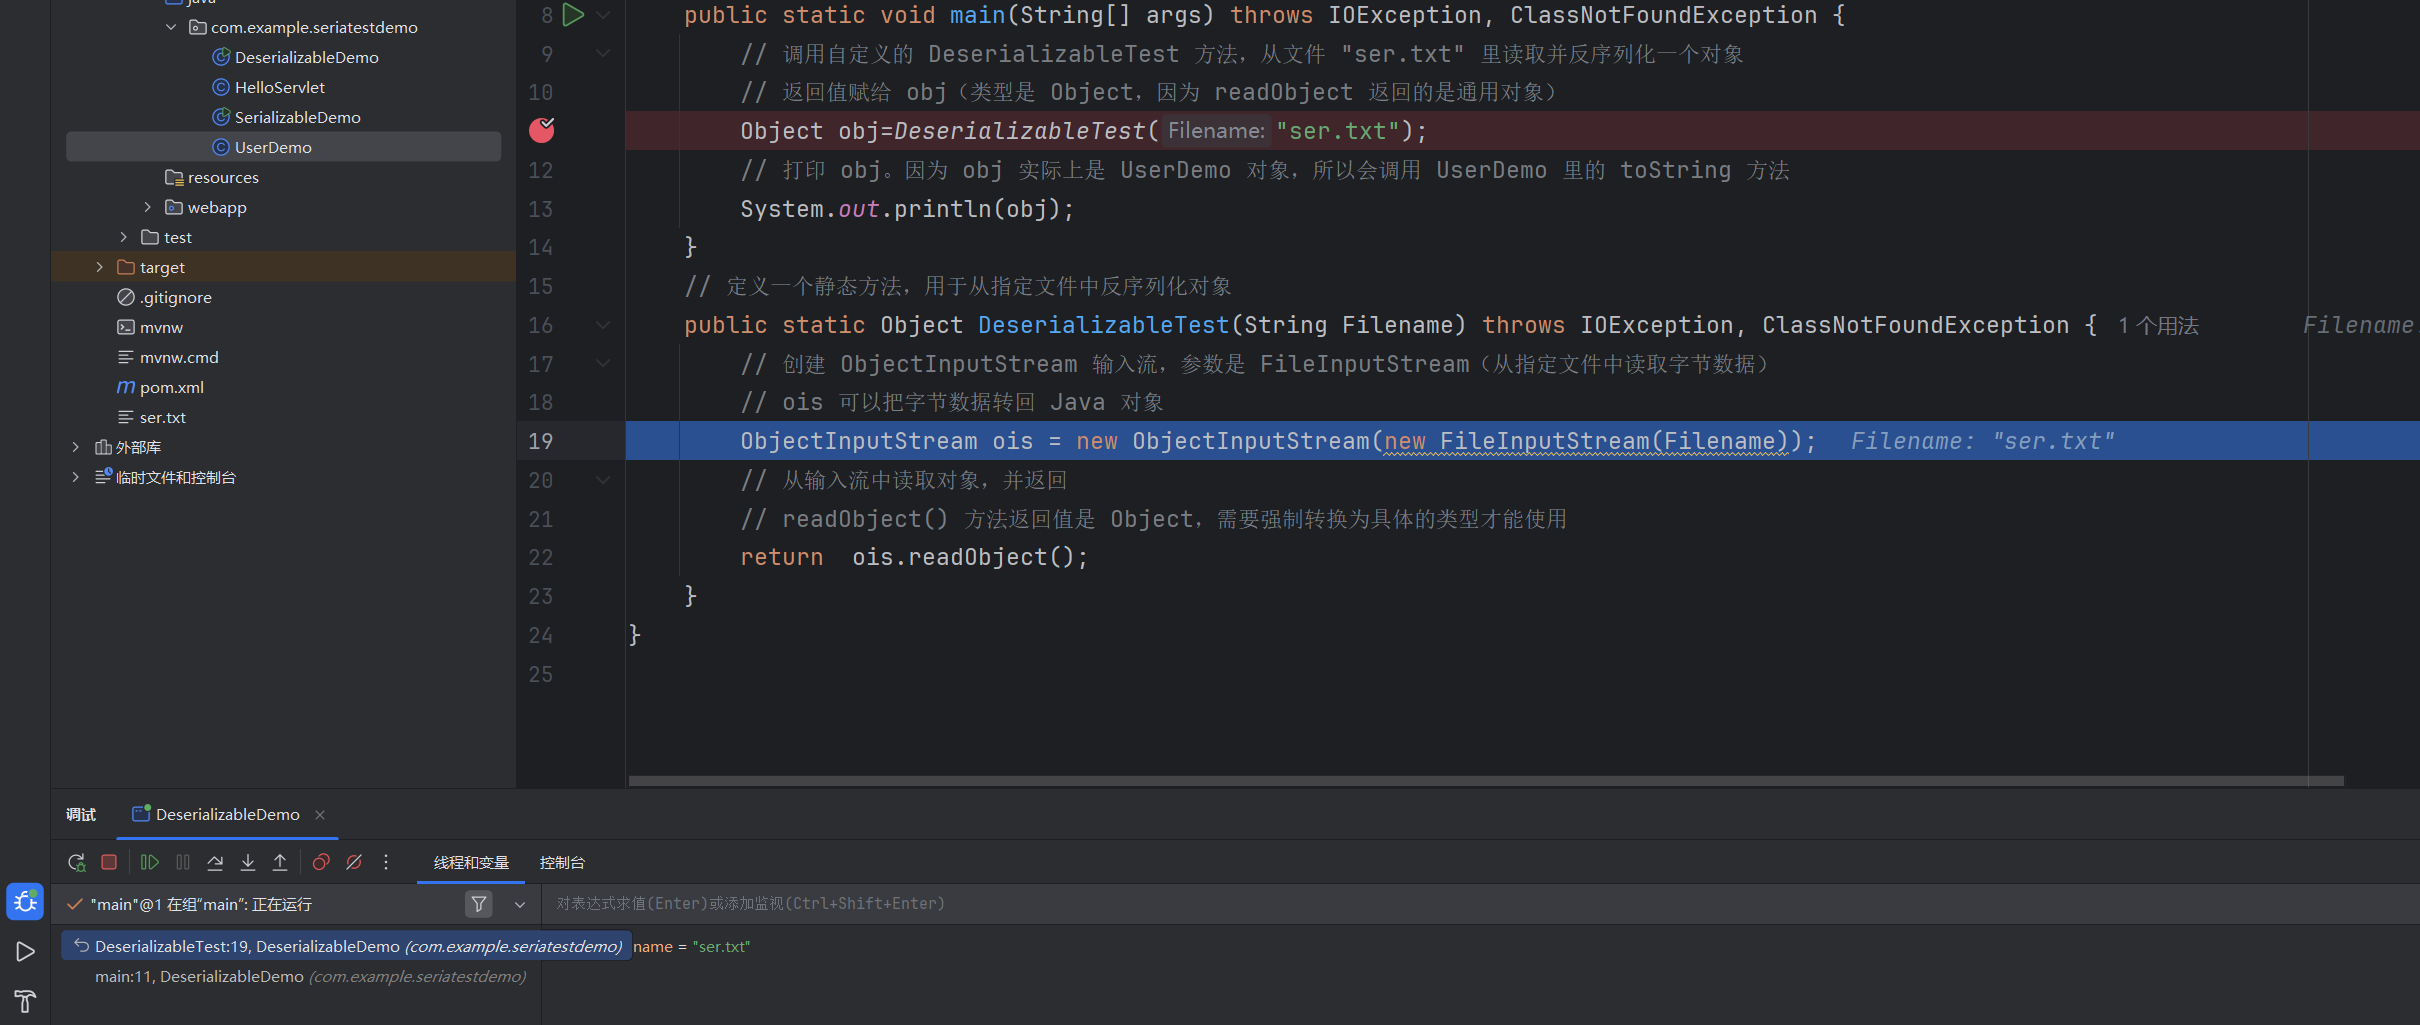 java
com.example.seriatestdemo
DeserializableDemo
HelloServlet
SerializableDemo
UserDemo
resources
webapp
test
target
.gitignore
mvnw
mvnw.cmd
pom.xml
ser.txt
外部库
临时文件和控制台
8 public static void main(String[] args) throws IOException, ClassNotFoundException {
9 // 调用自定义的 DeserializableTest 方法，从文件 "ser.txt" 里读取并反序列化一个对象
10 // 返回值赋给 obj（类型是 Object，因为 readObject 返回的是通用对象）
Object obj=DeserializableTest( Filename: "ser.txt");
12 // 打印 obj。因为 obj 实际上是 UserDemo 对象，所以会调用 UserDemo 里的 toString 方法
13 System.out.println(obj);
14 }
15 // 定义一个静态方法，用于从指定文件中反序列化对象
16 public static Object DeserializableTest(String Filename) throws IOException, ClassNotFoundException { 1 个用法 Filename:
17 // 创建 ObjectInputStream 输入流，参数是 FileInputStream（从指定文件中读取字节数据）
18 // ois 可以把字节数据转回 Java 对象
19 ObjectInputStream ois = new ObjectInputStream(new FileInputStream(Filename)); Filename: "ser.txt"
20 // 从输入流中读取对象，并返回
21 // readObject() 方法返回值是 Object，需要强制转换为具体的类型才能使用
22 return ois.readObject();
23 }
24 }
25
调试 DeserializableDemo
线程和变量 控制台
"main"@1 在组"main": 正在运行
对表达式求值(Enter)或添加监视(Ctrl+Shift+Enter)
DeserializableTest:19, DeserializableDemo (com.example.seriatestdemo) name = "ser.txt"
main:11, DeserializableDemo (com.example.seriatestdemo)